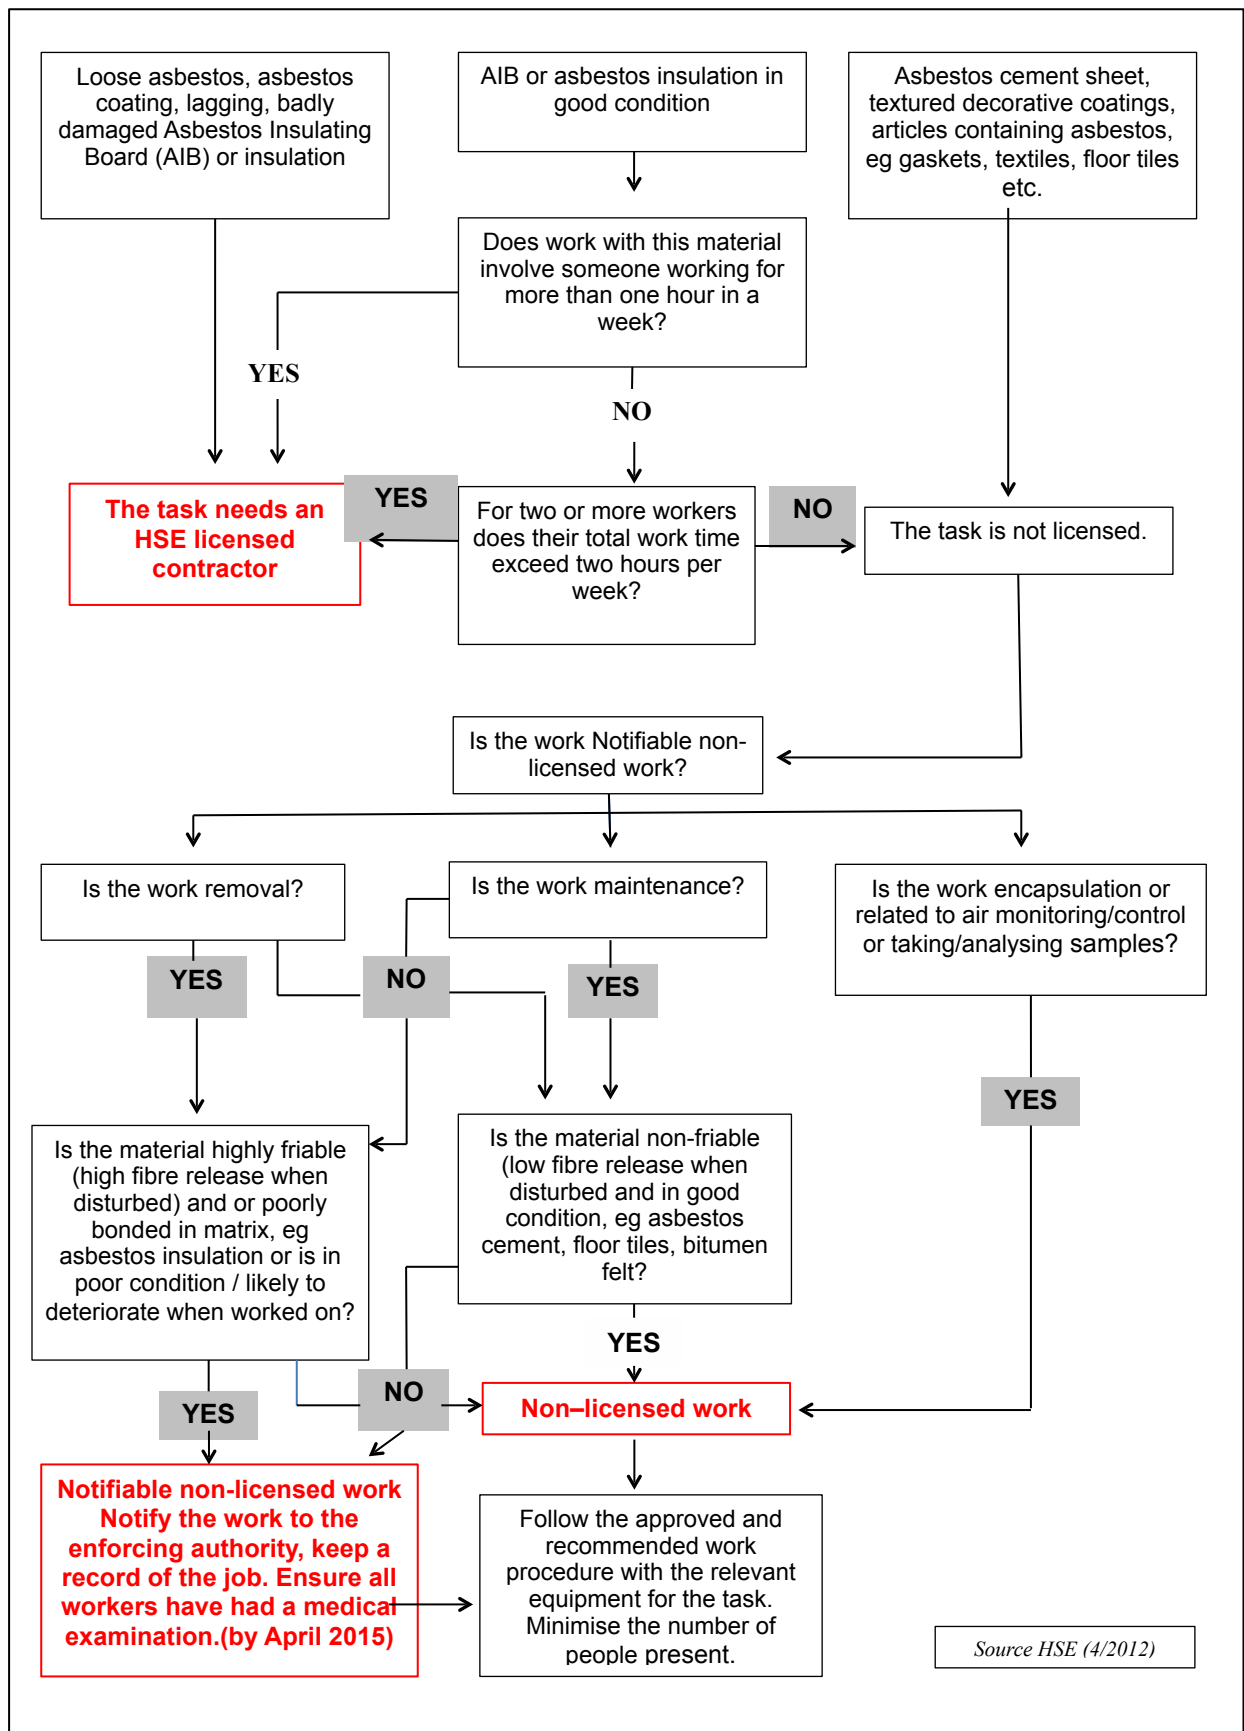 Loose asbestos, asbestos
coating, lagging, badly
damaged Asbestos Insulating
Board (AIB) or insulation
AIB or asbestos insulation in
good condition
Asbestos cement sheet,
textured decorative coatings,
articles containing asbestos,
eg gaskets, textiles, floor tiles
etc.
Does work with this material
involve someone working for
more than one hour in a
week?
YES
NO
The task needs an
HSE licensed
contractor
YES
For two or more workers
does their total work time
exceed two hours per
week?
NO
The task is not licensed.
Is the work Notifiable non-
licensed work?
Is the work removal?
Is the work maintenance?
Is the work encapsulation or
related to air monitoring/control
or taking/analysing samples?
YES
NO
YES
YES
Is the material highly friable
(high fibre release when
disturbed) and or poorly
bonded in matrix, eg
asbestos insulation or is in
poor condition / likely to
deteriorate when worked on?
Is the material non-friable
(low fibre release when
disturbed and in good
condition, eg asbestos
cement, floor tiles, bitumen
felt?
YES
NO
YES
Non–licensed work
Notifiable non-licensed work
Notify the work to the
enforcing authority, keep a
record of the job. Ensure all
workers have had a medical
examination.(by April 2015)
Follow the approved and
recommended work
procedure with the relevant
equipment for the task.
Minimise the number of
people present.
Source HSE (4/2012)